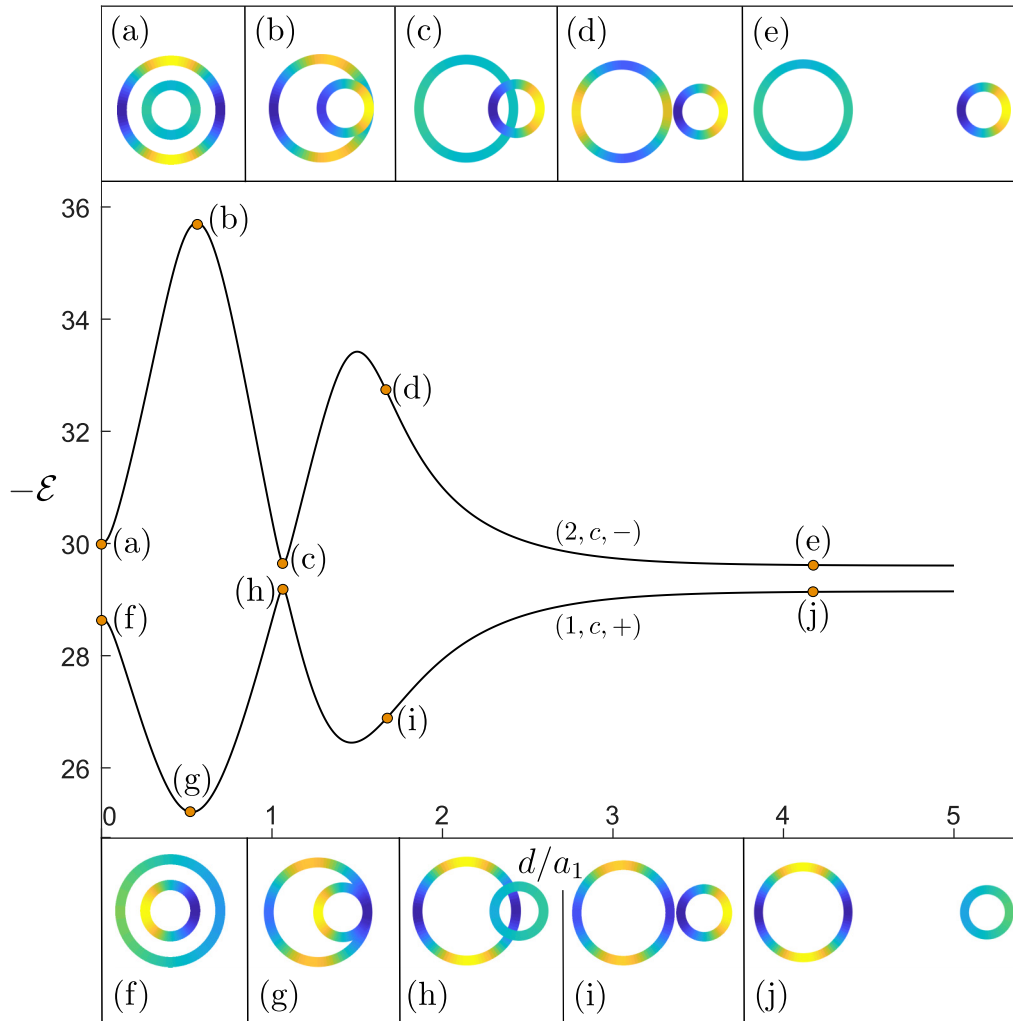 (a) (b) (c) (d) (e)
36
(b)
34
(d)
32
−ℰ
(2, c, −)
30 (a) (c) (e)
(h)
(f) (j)
(1, c, +)
28
(i)
(g)
26
0 1 2 3 4 5
d/a₁
(f) (g) (h) (i) (j)